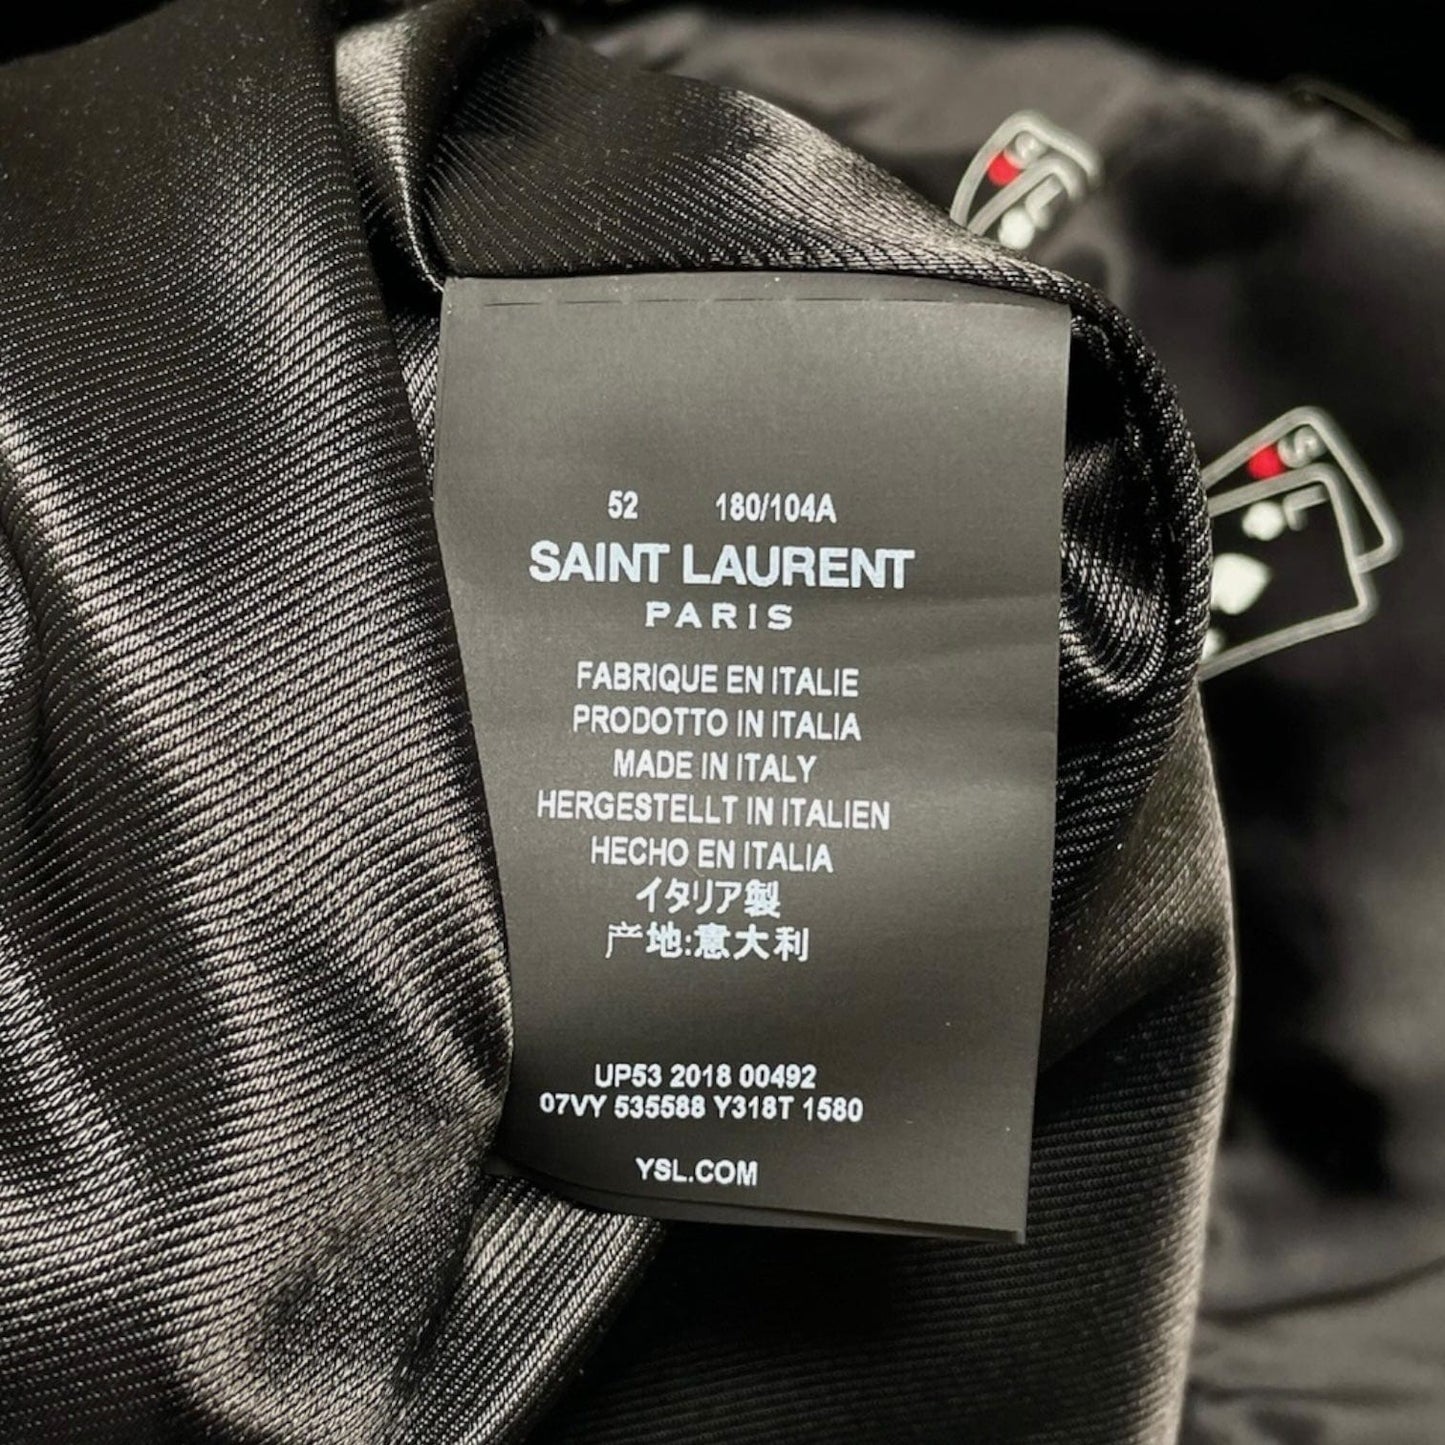 52 180/104A
SAINT LAURENT
PARIS
FABRIQUE EN ITALIE
PRODOTTO IN ITALIA
MADE IN ITALY
HERGESTELLT IN ITALIEN
HECHO EN ITALIA
イタリア製
产地:意大利
UP53 2018 00492
07VY 535588 Y318T 1580
YSL.COM